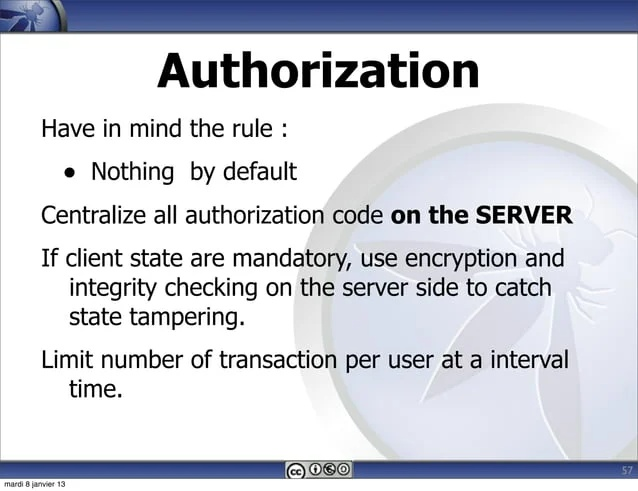 Authorization
Have in mind the rule :
• Nothing  by default
Centralize all authorization code on the SERVER
If client state are mandatory, use encryption and
integrity checking on the server side to catch
state tampering.
Limit number of transaction per user at a interval
time.
57
mardi 8 janvier 13